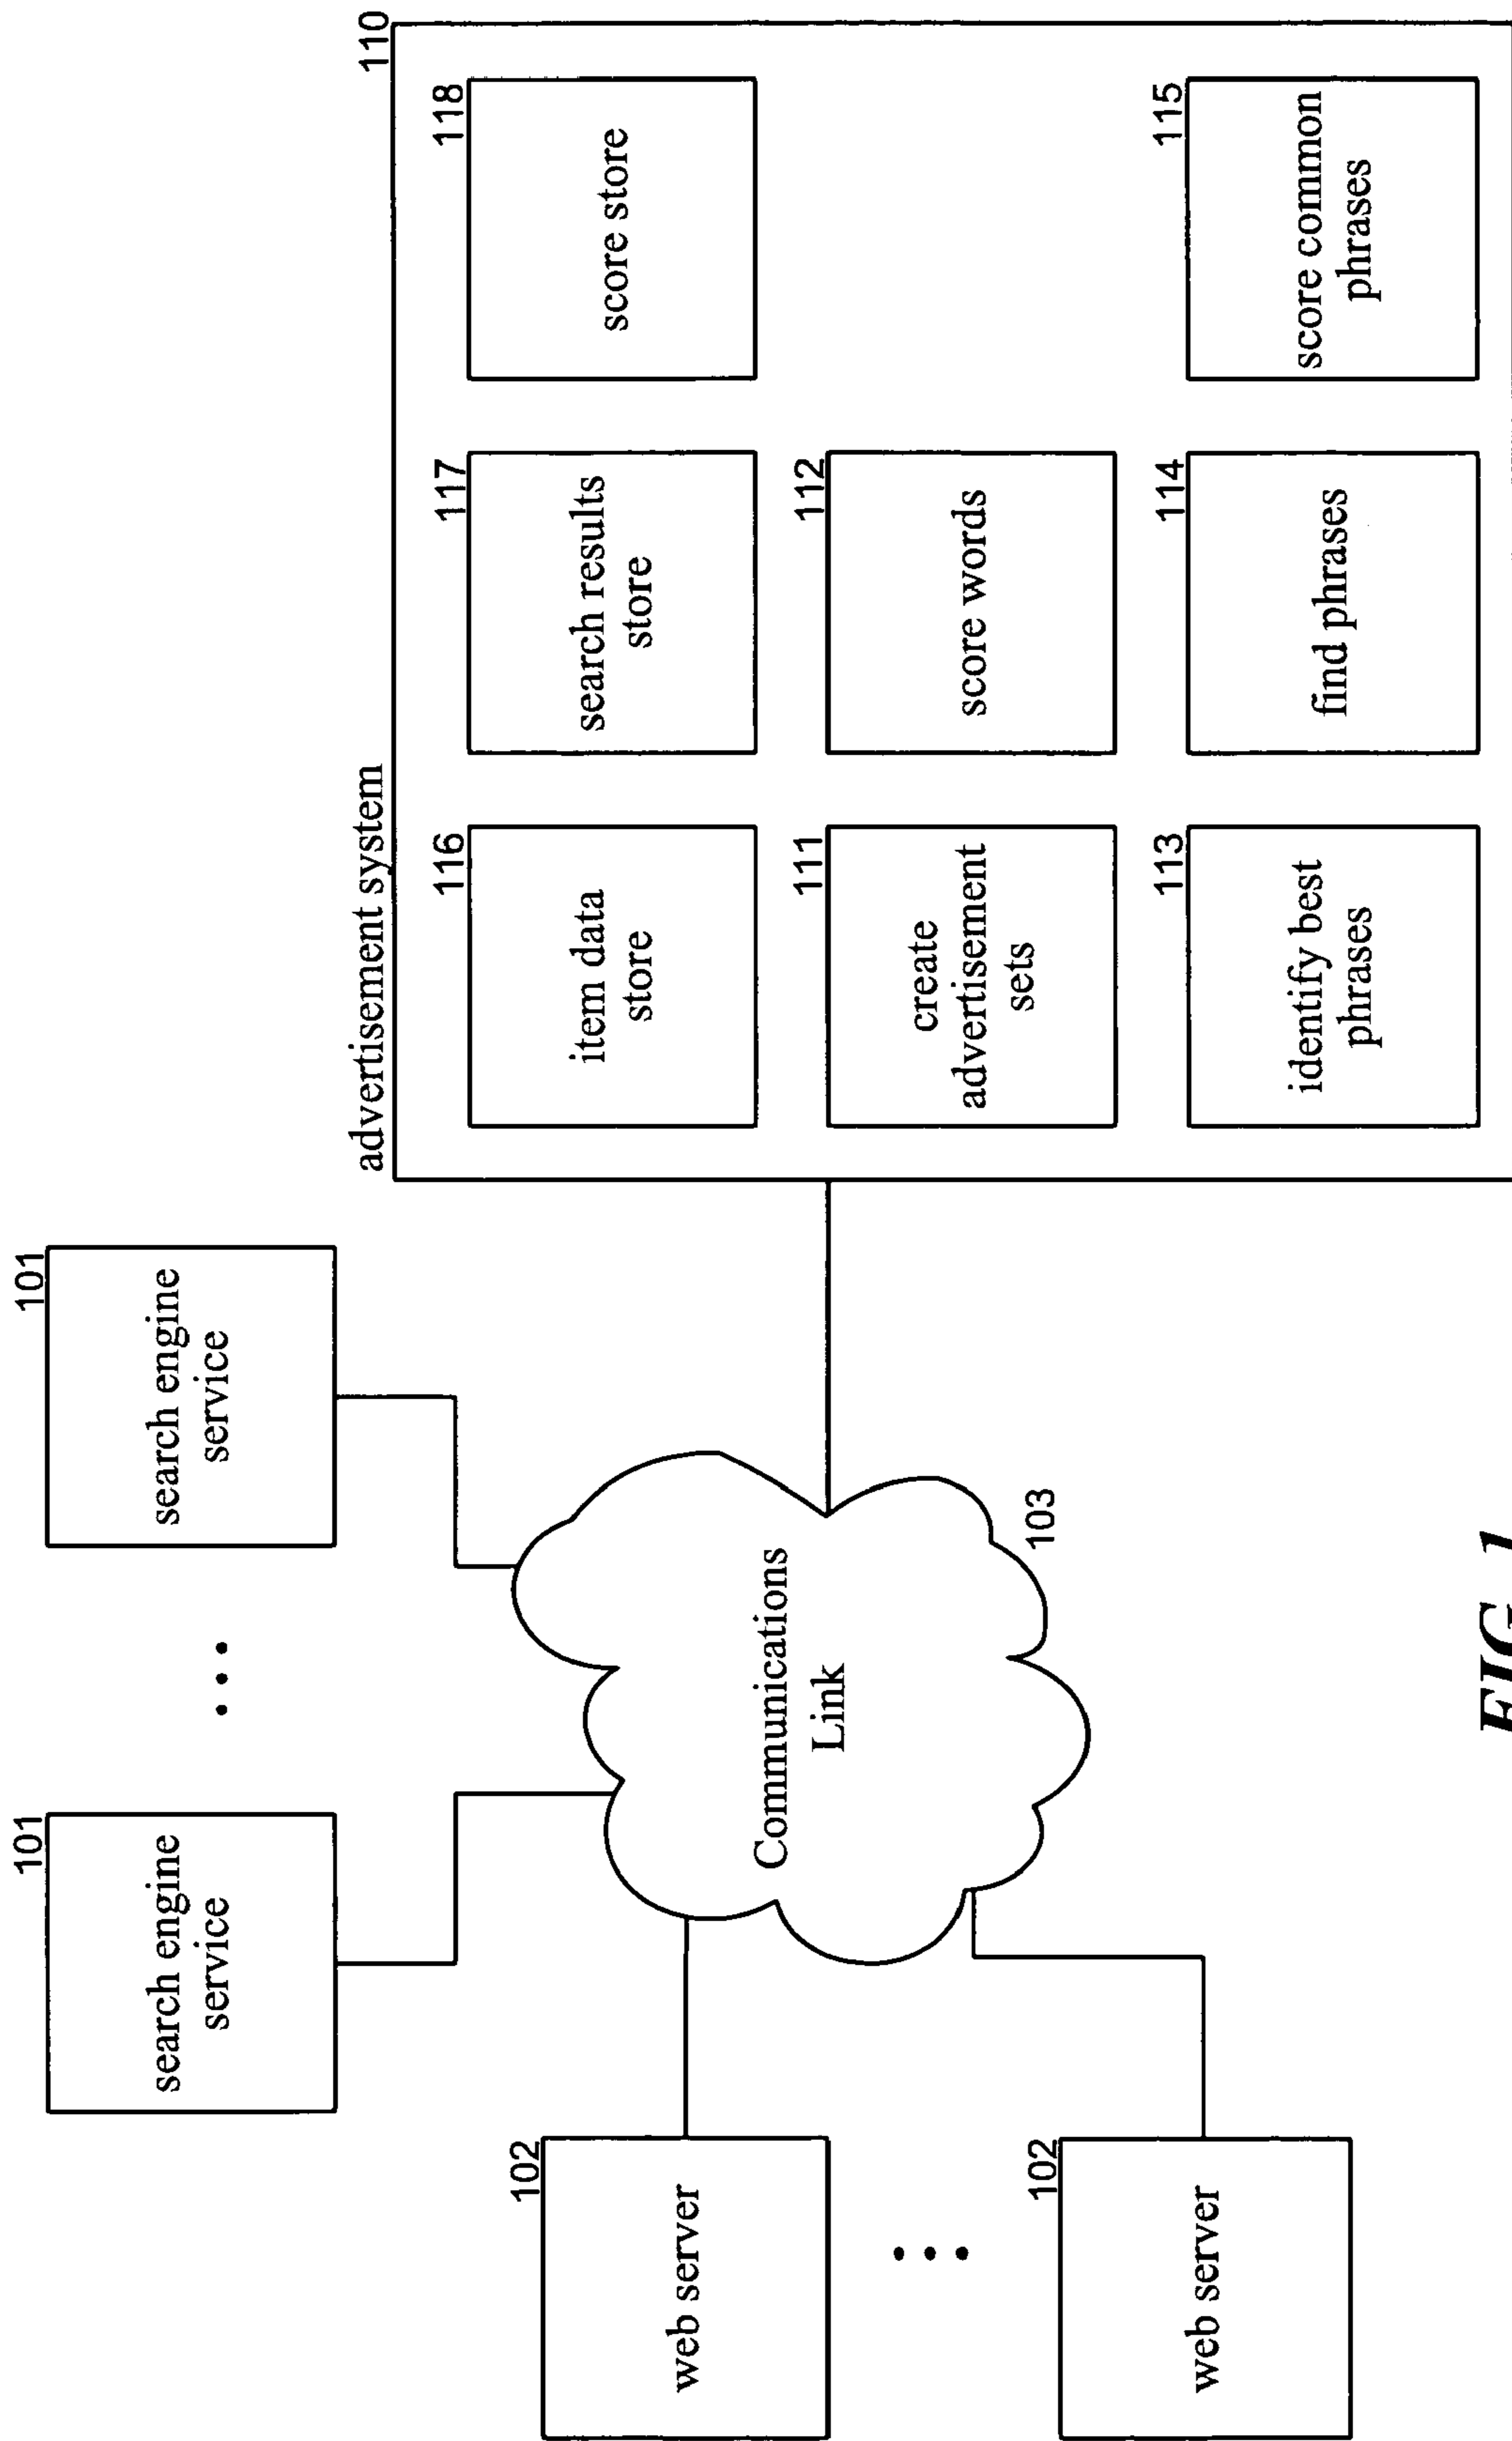 101
search engine
service
...
101
search engine
service
102
web server
...
102
web server
Communications
Link
103
advertisement system
110
116
item data
store
117
search results
store
118
score store
111
create
advertisement
sets
112
score words
113
identify best
phrases
114
find phrases
115
score common
phrases
FIG. 1